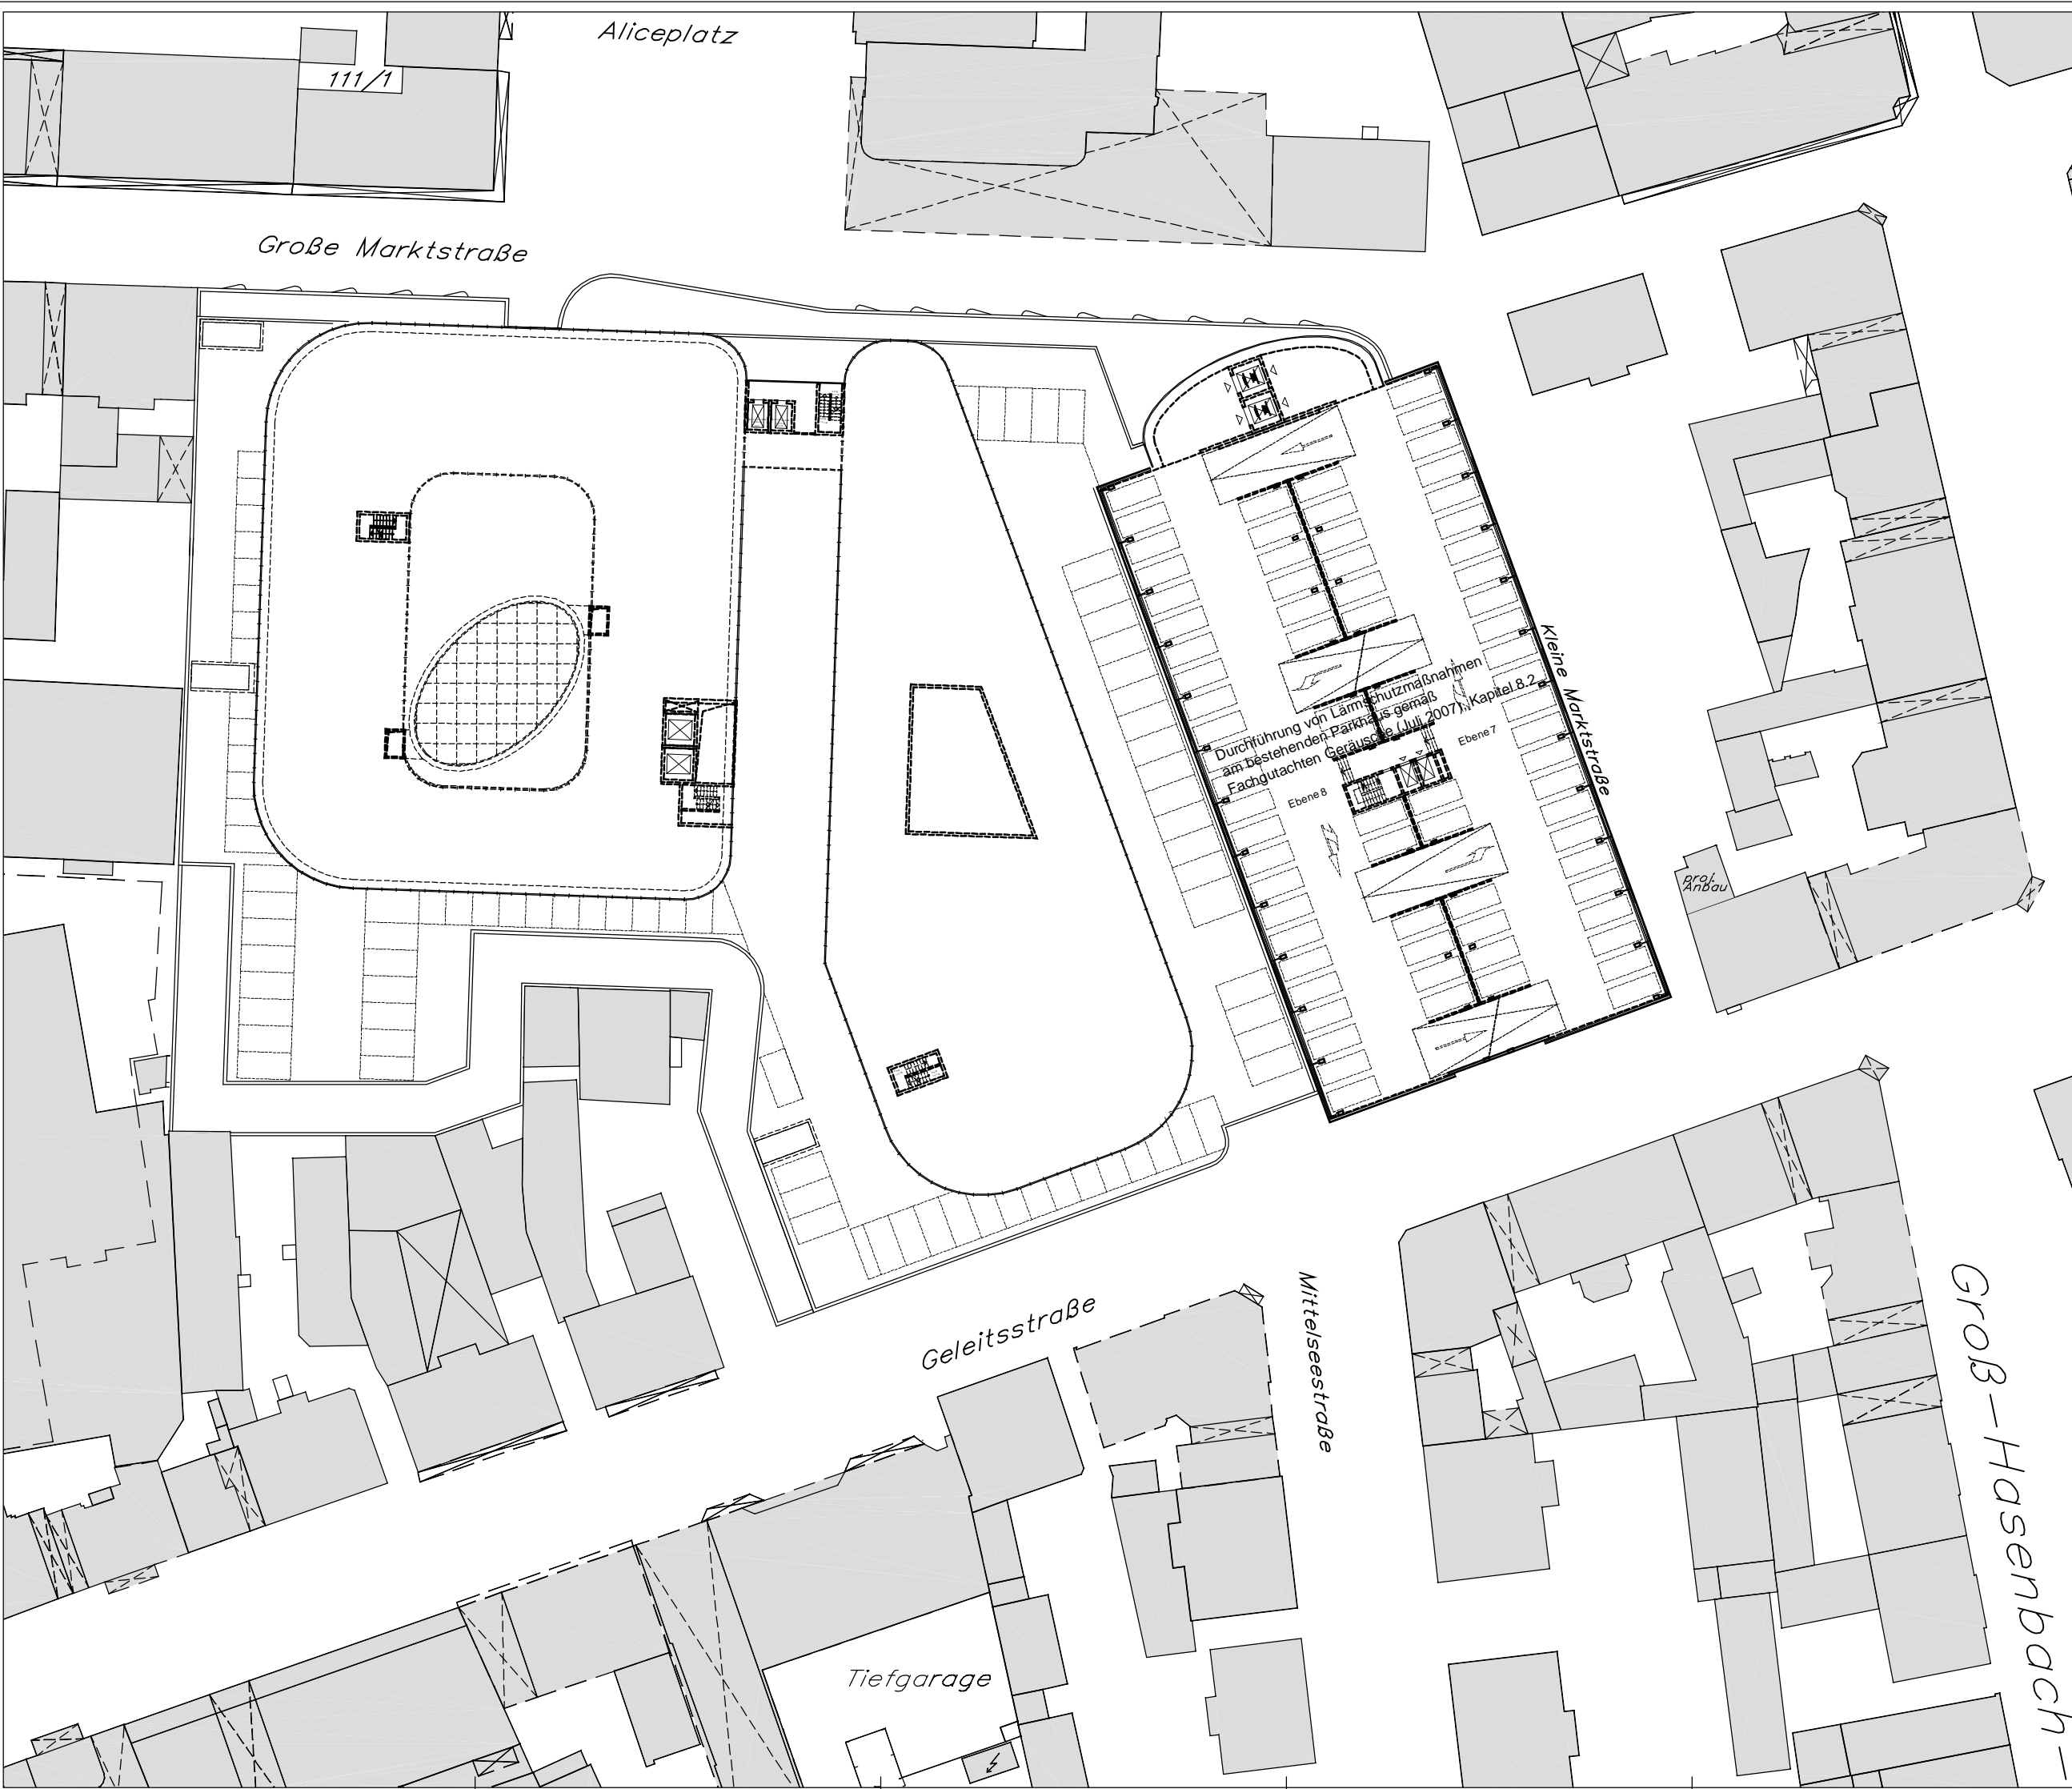 Aliceplatz
111/1
Große Marktstraße
Kleine Marktstraße
Durchführung von Lärmschutzmaßnahmen
am bestehenden Parkhaus gemäß
Fachgutachten Geräusche (Juli 2007), Kapitel 8.2
Ebene 7
Ebene 8
proj.
Anbau
Geleitsstraße
Mittelseestraße
Groß-Hasenbach-
Tiefgarage